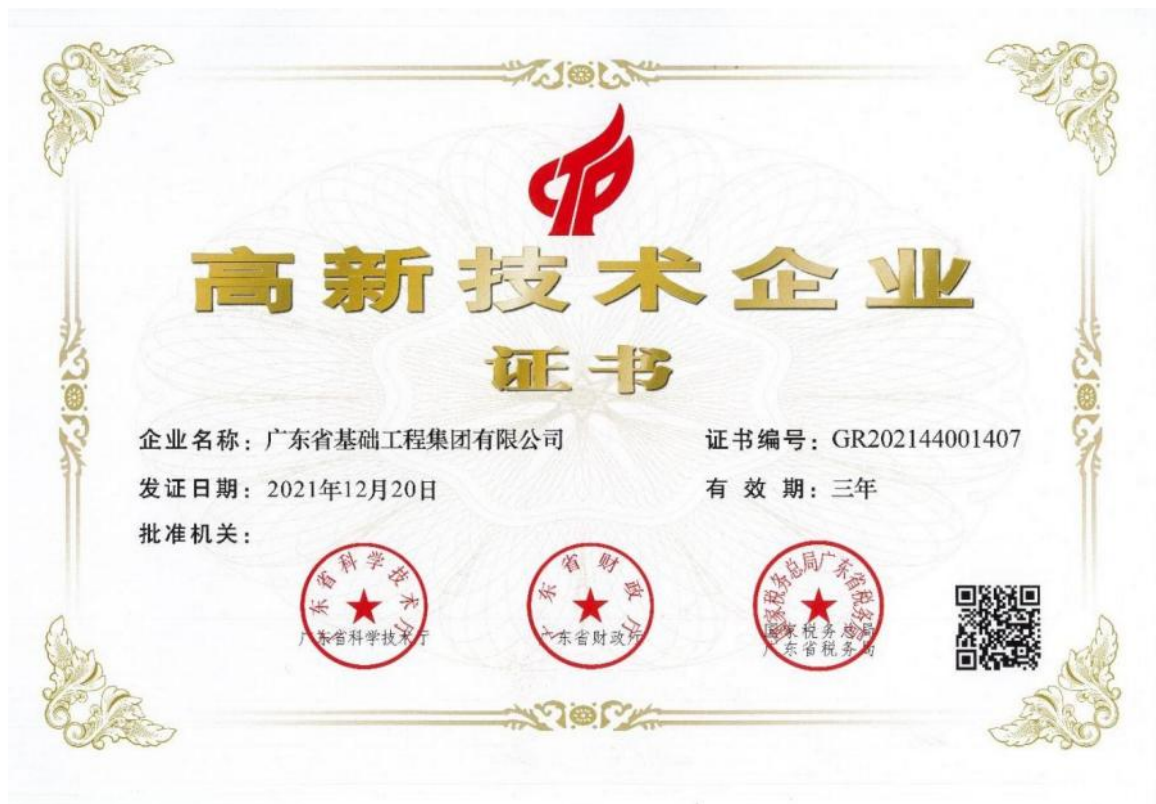 CTP
高新技术企业
证书
企业名称：广东省基础工程集团有限公司
证书编号：GR202144001407
发证日期：2021年12月20日
有效期：三年
批准机关：
广东省科学技术厅
广东省科学技术厅
广东省财政厅
广东省财政厅
国家税务总局广东省税务局
国家税务总局
广东省税务局